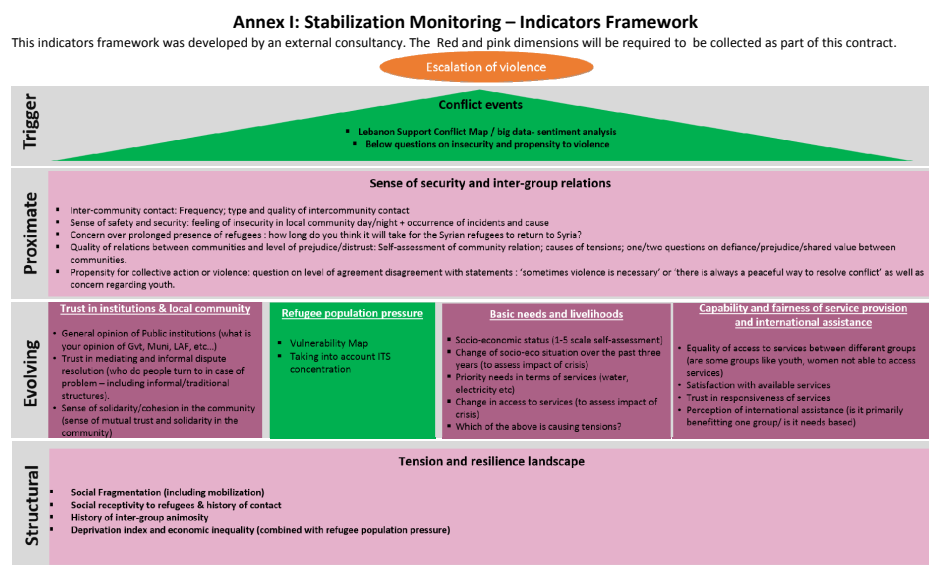 Annex I: Stabilization Monitoring – Indicators Framework
This indicators framework was developed by an external consultancy. The Red and pink dimensions will be required to be collected as part of this contract.
Escalation of violence
Trigger
Conflict events
▪ Lebanon Support Conflict Map / big data- sentiment analysis
▪ Below questions on insecurity and propensity to violence
Proximate
Sense of security and inter-group relations
▪ Inter-community contact: Frequency; type and quality of intercommunity contact
▪ Sense of safety and security: feeling of insecurity in local community day/night + occurrence of incidents and cause
▪ Concern over prolonged presence of refugees : how long do you think it will take for the Syrian refugees to return to Syria?
▪ Quality of relations between communities and level of prejudice/distrust: Self-assessment of community relation; causes of tensions; one/two questions on defiance/prejudice/shared value between
communities.
▪ Propensity for collective action or violence: question on level of agreement disagreement with statements : ‘sometimes violence is necessary’ or ‘there is always a peaceful way to resolve conflict’ as well as
concern regarding youth.
Evolving
Trust in institutions & local community
• General opinion of Public institutions (what is
your opinion of Gvt, Muni, LAF, etc…)
• Trust in mediating and informal dispute
resolution (who do people turn to in case of
problem – including informal/traditional
structures).
• Sense of solidarity/cohesion in the community
(sense of mutual trust and solidarity in the
community)
Refugee population pressure
▪ Vulnerability Map
▪ Taking into account ITS
concentration
Basic needs and livelihoods
▪ Socio-economic status (1-5 scale self-assessment)
▪ Change of socio-eco situation over the past three
years (to assess impact of crisis)
▪ Priority needs in terms of services (water,
electricity etc)
▪ Change in access to services (to assess impact of
crisis)
▪ Which of the above is causing tensions?
Capability and fairness of service provision
and international assistance
• Equality of access to services between different groups
(are some groups like youth, women not able to access
services)
• Satisfaction with available services
• Trust in responsiveness of services
• Perception of international assistance (is it primarily
benefitting one group/ is it needs based)
Structural
Tension and resilience landscape
▪ Social Fragmentation (including mobilization)
▪ Social receptivity to refugees & history of contact
▪ History of inter-group animosity
▪ Deprivation index and economic inequality (combined with refugee population pressure)